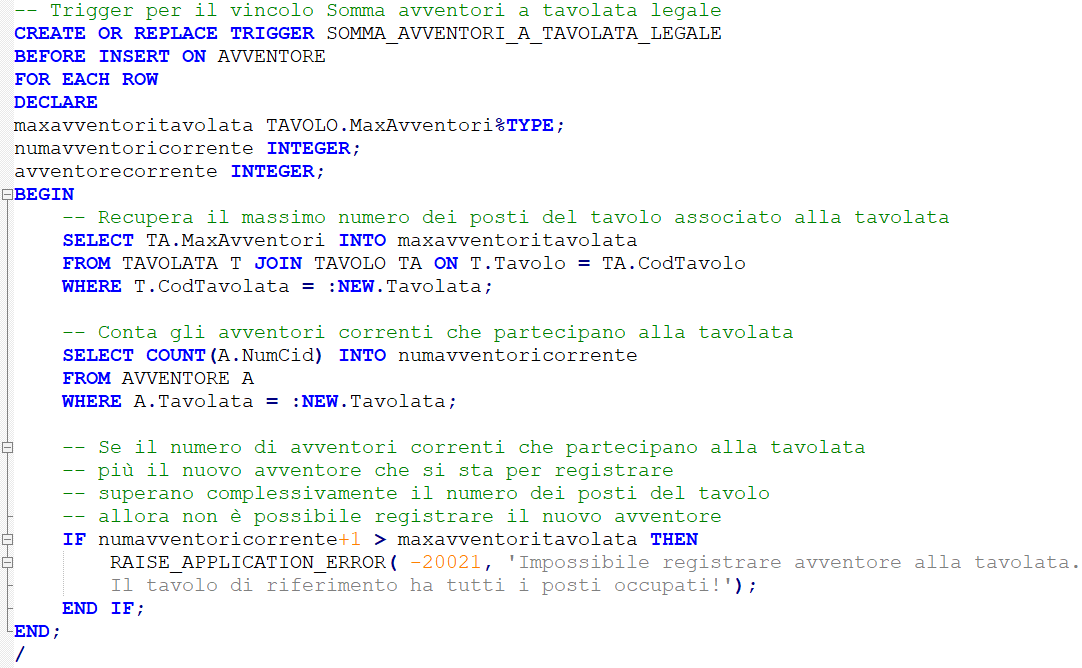 -- Trigger per il vincolo Somma avventori a tavolata legale
CREATE OR REPLACE TRIGGER SOMMA_AVVENTORI_A_TAVOLATA_LEGALE
BEFORE INSERT ON AVVENTORE
FOR EACH ROW
DECLARE
maxavventoritavolata TAVOLO.MaxAvventori%TYPE;
numavventoricorrente INTEGER;
avventorecorrente INTEGER;
BEGIN
    -- Recupera il massimo numero dei posti del tavolo associato alla tavolata
    SELECT TA.MaxAvventori INTO maxavventoritavolata
    FROM TAVOLATA T JOIN TAVOLO TA ON T.Tavolo = TA.CodTavolo
    WHERE T.CodTavolata = :NEW.Tavolata;

    -- Conta gli avventori correnti che partecipano alla tavolata
    SELECT COUNT(A.NumCid) INTO numavventoricorrente
    FROM AVVENTORE A
    WHERE A.Tavolata = :NEW.Tavolata;

    -- Se il numero di avventori correnti che partecipano alla tavolata
    -- più il nuovo avventore che si sta per registrare
    -- superano complessivamente il numero dei posti del tavolo
    -- allora non è possibile registrare il nuovo avventore
    IF numavventoricorrente+1 > maxavventoritavolata THEN
        RAISE_APPLICATION_ERROR( -20021, 'Impossibile registrare avventore alla tavolata.
        Il tavolo di riferimento ha tutti i posti occupati!');
    END IF;
END;
/